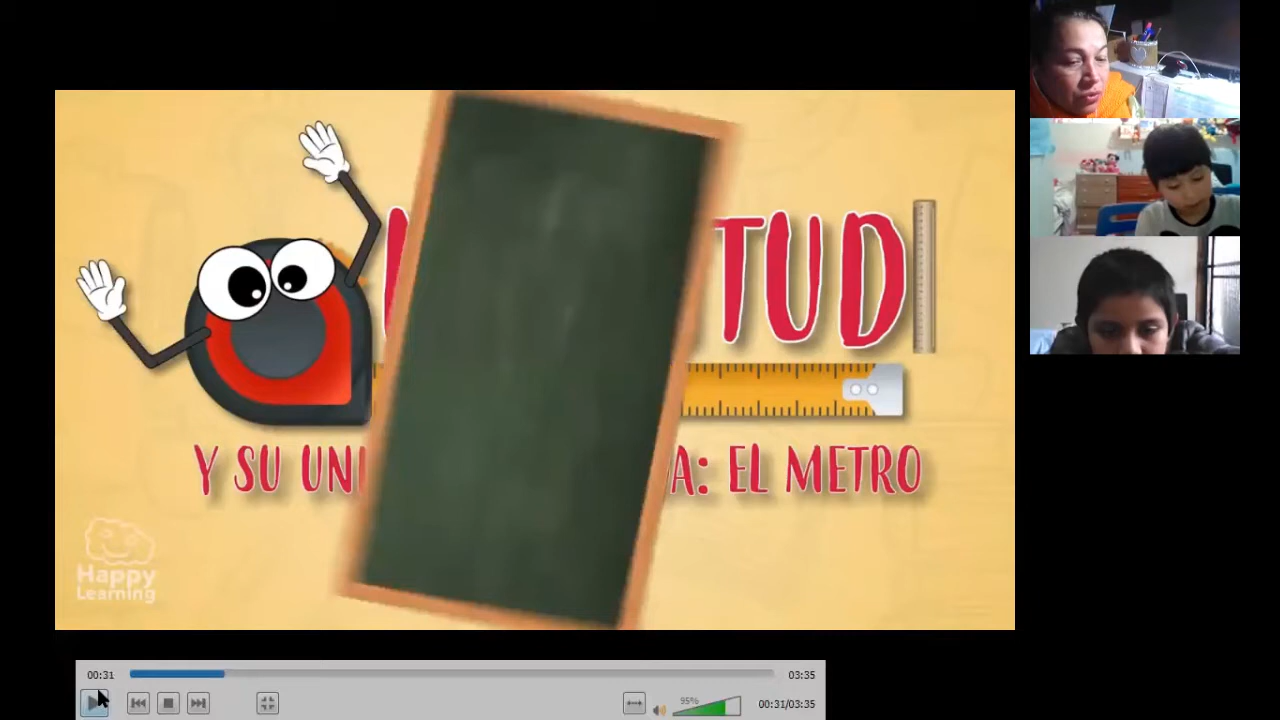 TUD
Y SU UNI A: EL METRO
Happy
Learning
00:31
03:35
95%
00:31/03:35